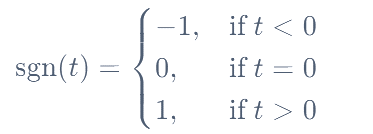 −1, if t < 0
sgn(t) = { 0, if t = 0
1, if t > 0